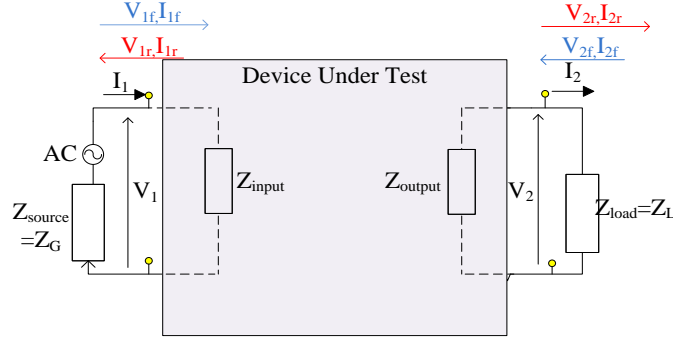 V1f,I1f
V1r,I1r
V2r,I2r
V2f,I2f
I1
Device Under Test
I2
AC
Zinput
Zoutput
V1
V2
Zsource
=ZG
Zload=ZL